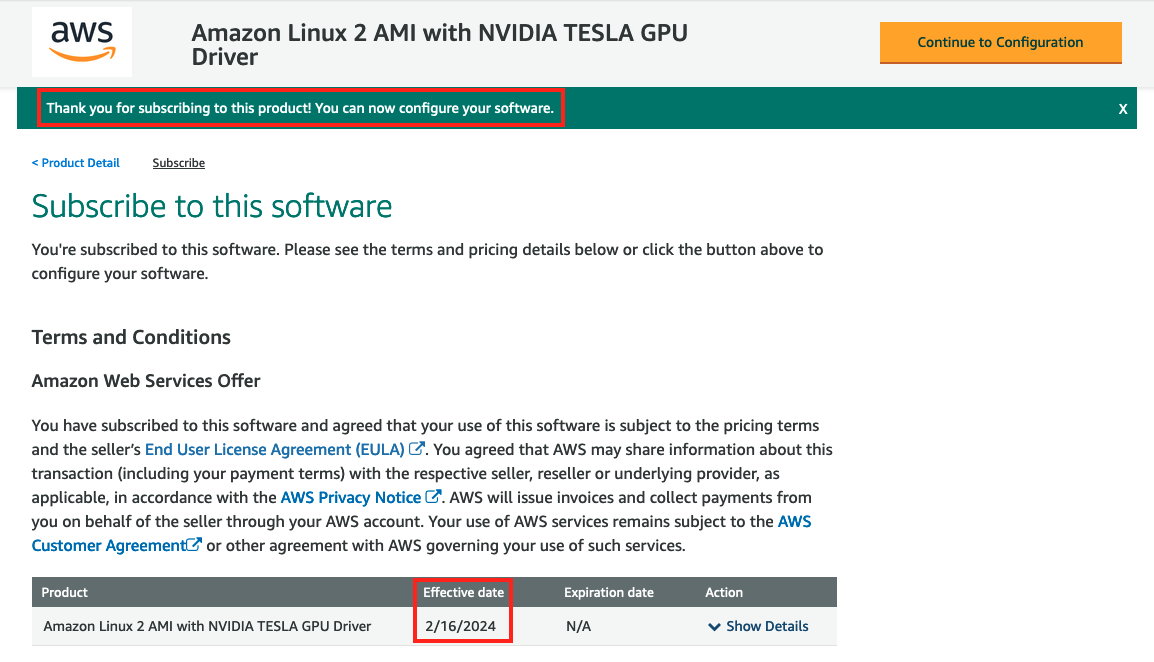 aws
Amazon Linux 2 AMI with NVIDIA TESLA GPU
Driver
Continue to Configuration
Thank you for subscribing to this product! You can now configure your software.
X
< Product Detail
Subscribe
Subscribe to this software
You're subscribed to this software. Please see the terms and pricing details below or click the button above to
configure your software.
Terms and Conditions
Amazon Web Services Offer
You have subscribed to this software and agreed that your use of this software is subject to the pricing terms
and the seller's End User License Agreement (EULA). You agreed that AWS may share information about this
transaction (including your payment terms) with the respective seller, reseller or underlying provider, as
applicable, in accordance with the AWS Privacy Notice. AWS will issue invoices and collect payments from
you on behalf of the seller through your AWS account. Your use of AWS services remains subject to the AWS
Customer Agreement or other agreement with AWS governing your use of such services.
Product Effective date Expiration date Action
Amazon Linux 2 AMI with NVIDIA TESLA GPU Driver 2/16/2024 N/A Show Details